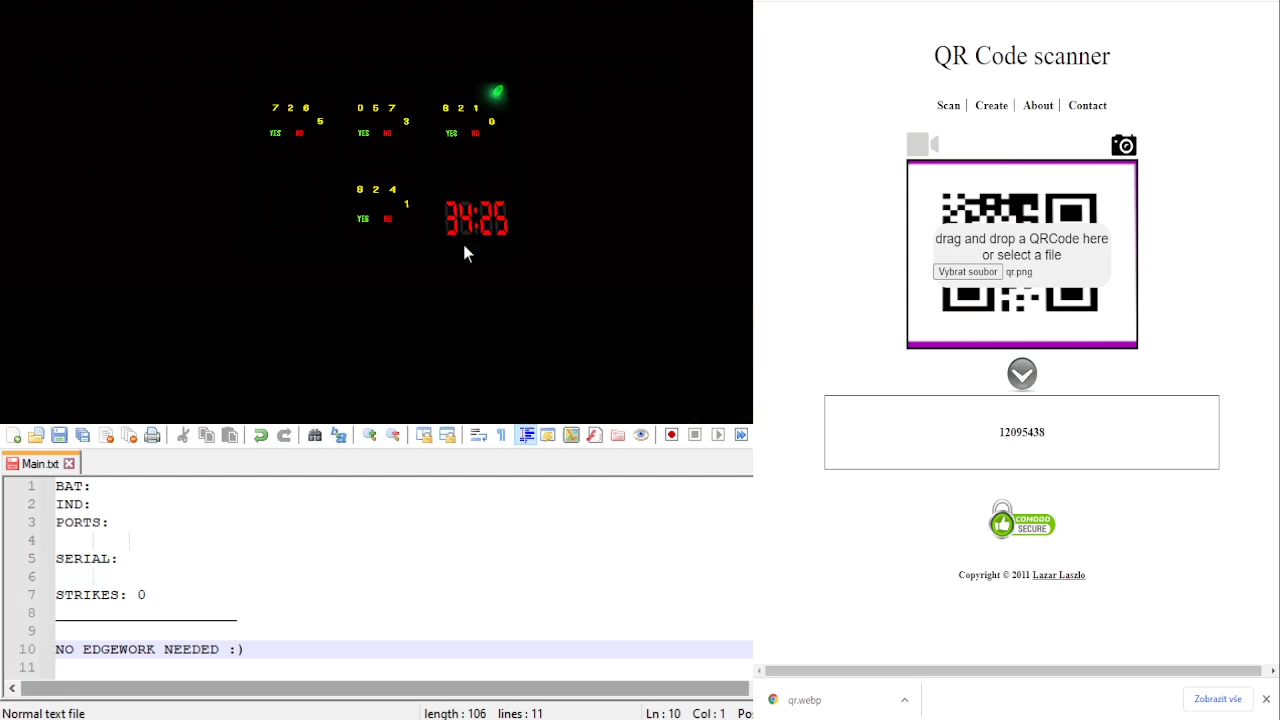 7 2 6
5
YES NO
0 5 7
3
YES NO
8 2 1
0
YES NO
8 2 4
1
YES NO
34:25
Main.txt
1 BAT:
2 IND:
3 PORTS:
4
5 SERIAL:
6
7 STRIKES: 0
8
9
10 NO EDGEWORK NEEDED :)
11
Normal text file
length : 106 lines : 11
Ln : 10 Col : 1 Po
QR Code scanner
Scan | Create | About | Contact
drag and drop a QRCode here
or select a file
Vybrat soubor qr.png
12095438
COMODO
SECURE
Copyright © 2011 Lazar Laszlo
qr.webp
Zobrazit vše